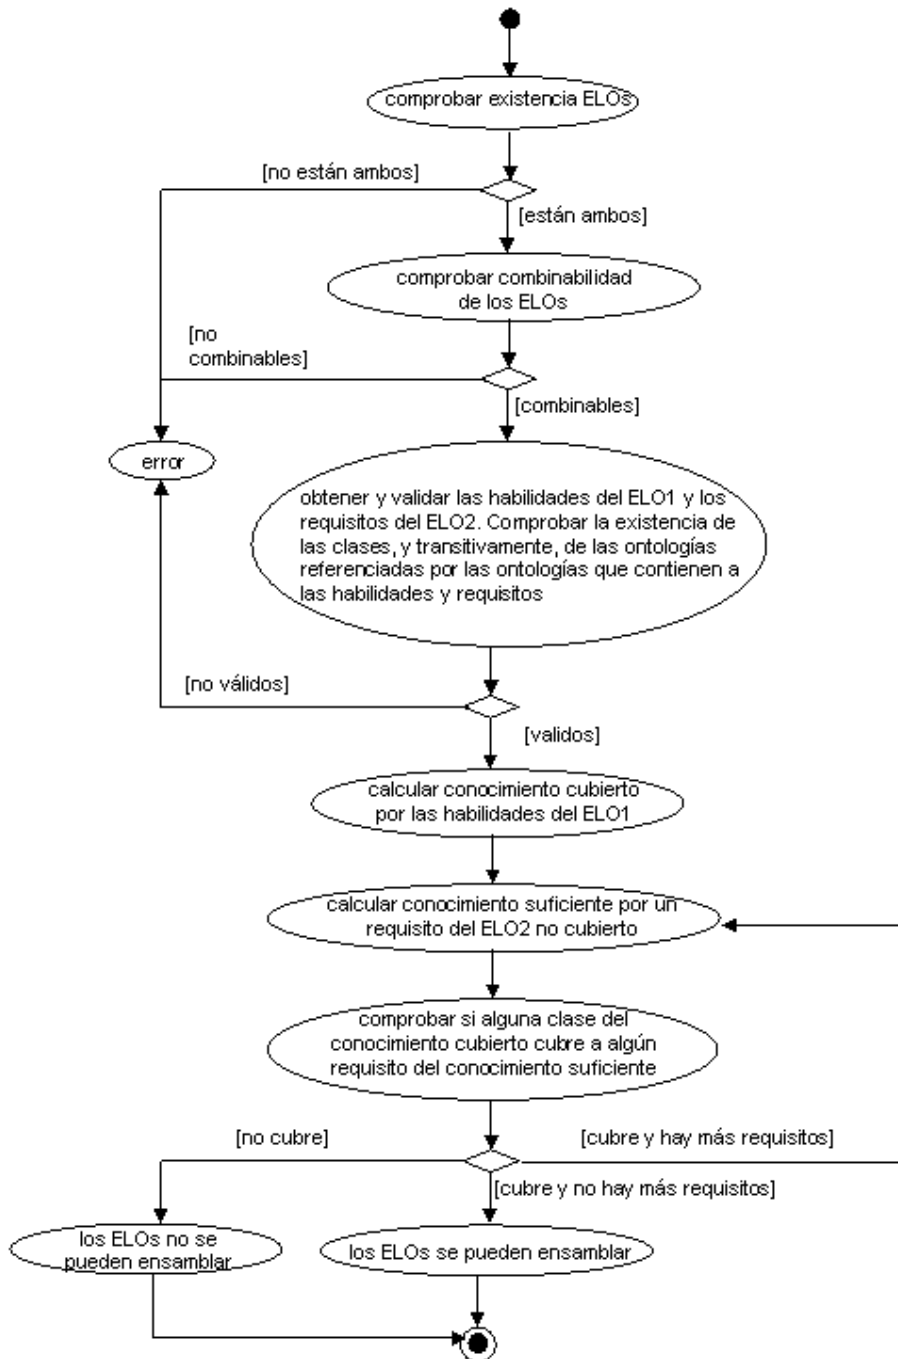 comprobar existencia ELOs
[no están ambos]
[están ambos]
comprobar combinabilidad
de los ELOs
[no
combinables]
[combinables]
error
obtener y validar las habilidades del ELO1 y los
requisitos del ELO2. Comprobar la existencia de
las clases, y transitivamente, de las ontologías
referenciadas por las ontologías que contienen a
las habilidades y requisitos
[no válidos]
[validos]
calcular conocimiento cubierto
por las habilidades del ELO1
calcular conocimiento suficiente por un
requisito del ELO2 no cubierto
comprobar si alguna clase del
conocimiento cubierto cubre a algún
requisito del conocimiento suficiente
[no cubre]
[cubre y hay más requisitos]
[cubre y no hay más requisitos]
los ELOs no se
pueden ensamblar
los ELOs se pueden ensamblar